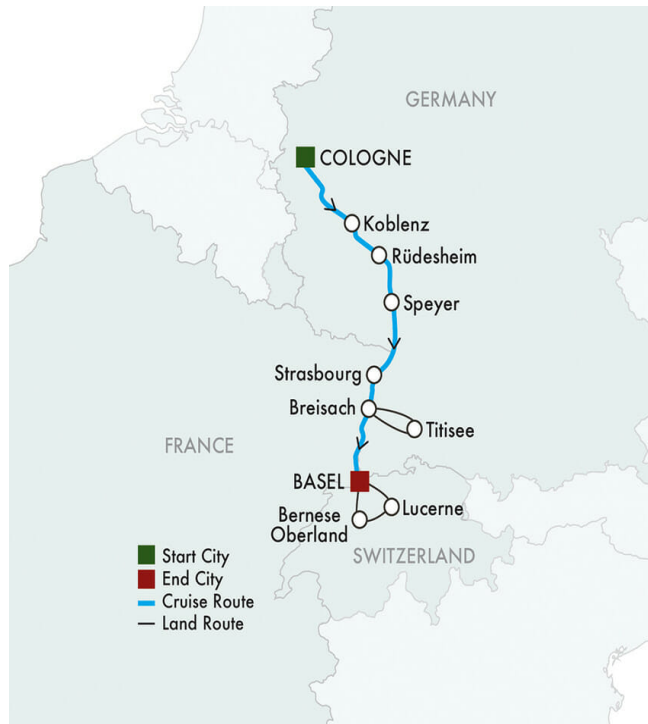 GERMANY
COLOGNE
Koblenz
Rüdesheim
Speyer
Strasbourg
Breisach
Titisee
FRANCE
BASEL
Lucerne
Bernese
Oberland
SWITZERLAND
Start City
End City
Cruise Route
Land Route